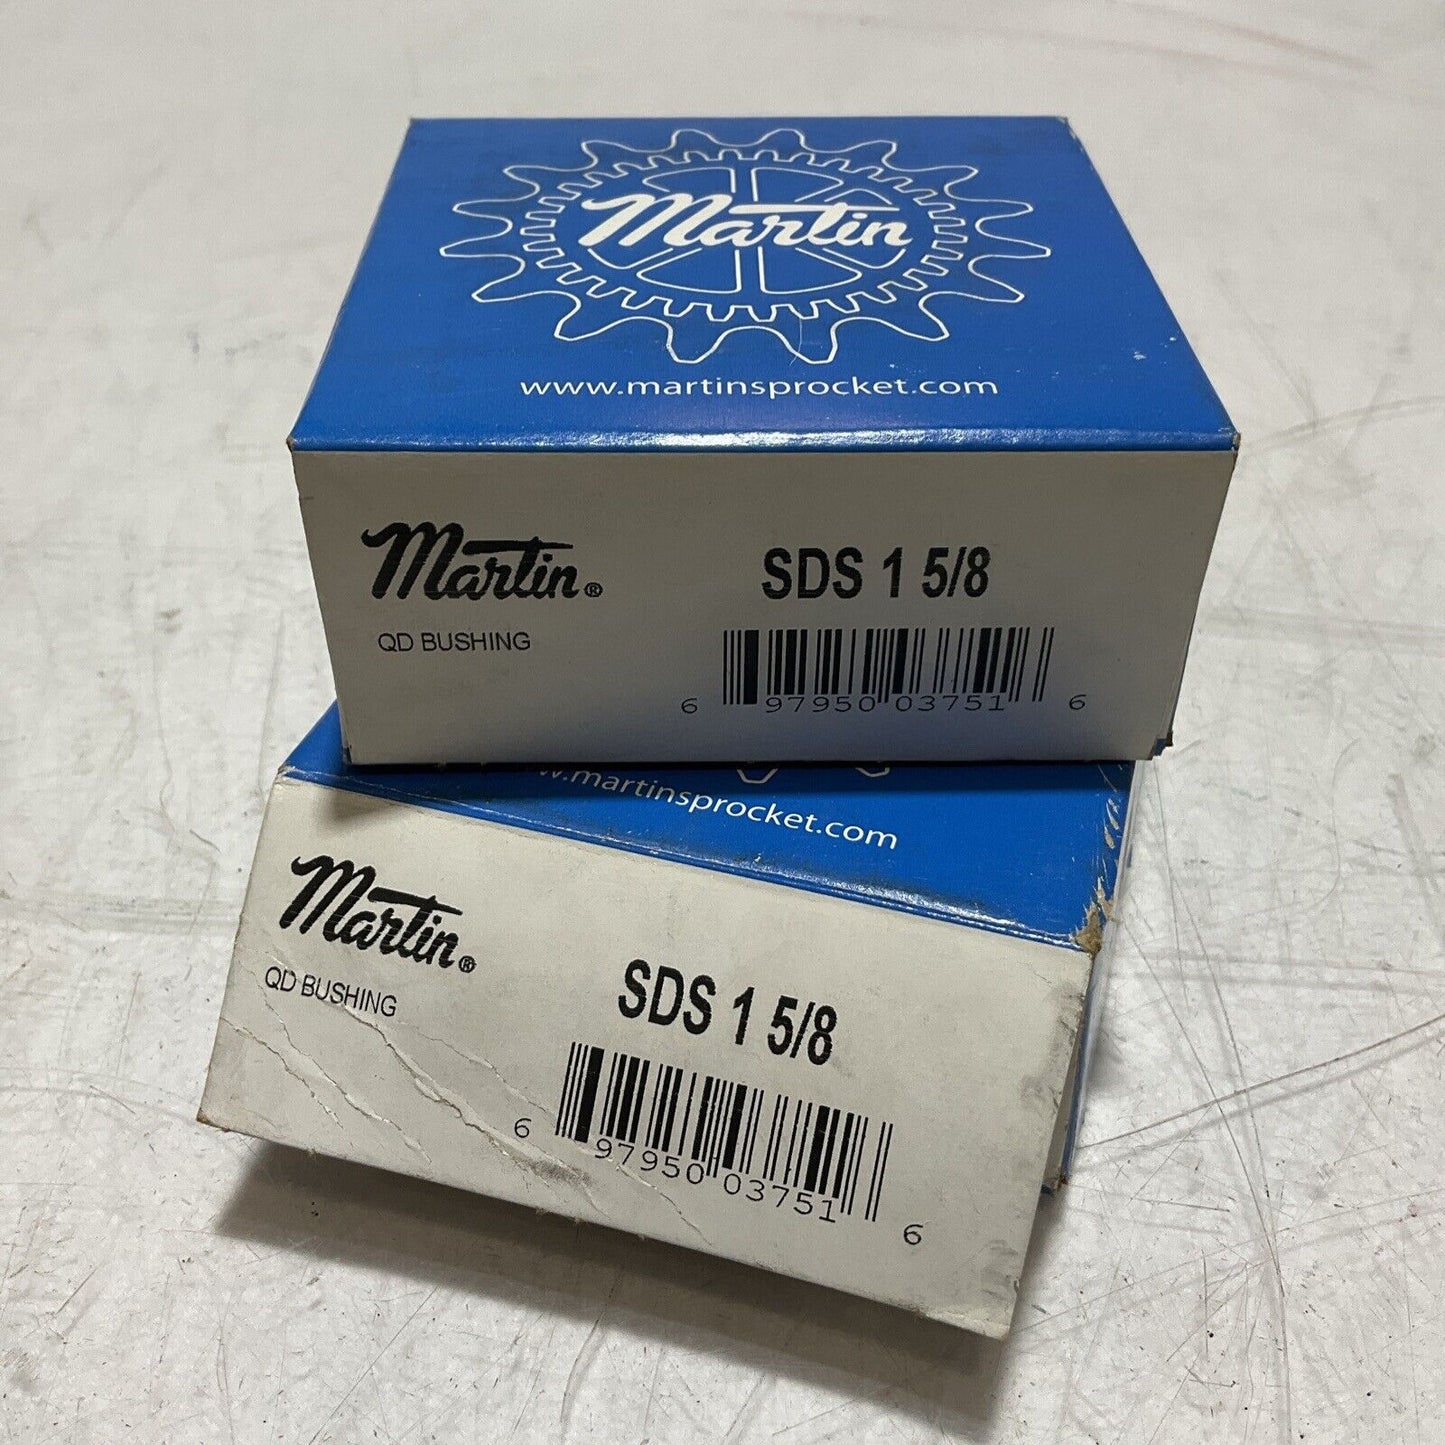 Martin
www.martinsprocket.com
Martin®
SDS 1 5/8
QD BUSHING
6 97950 03751 6
w.martinsprocket.com
Martin®
QD BUSHING
SDS 1 5/8
6 97950 03751 6